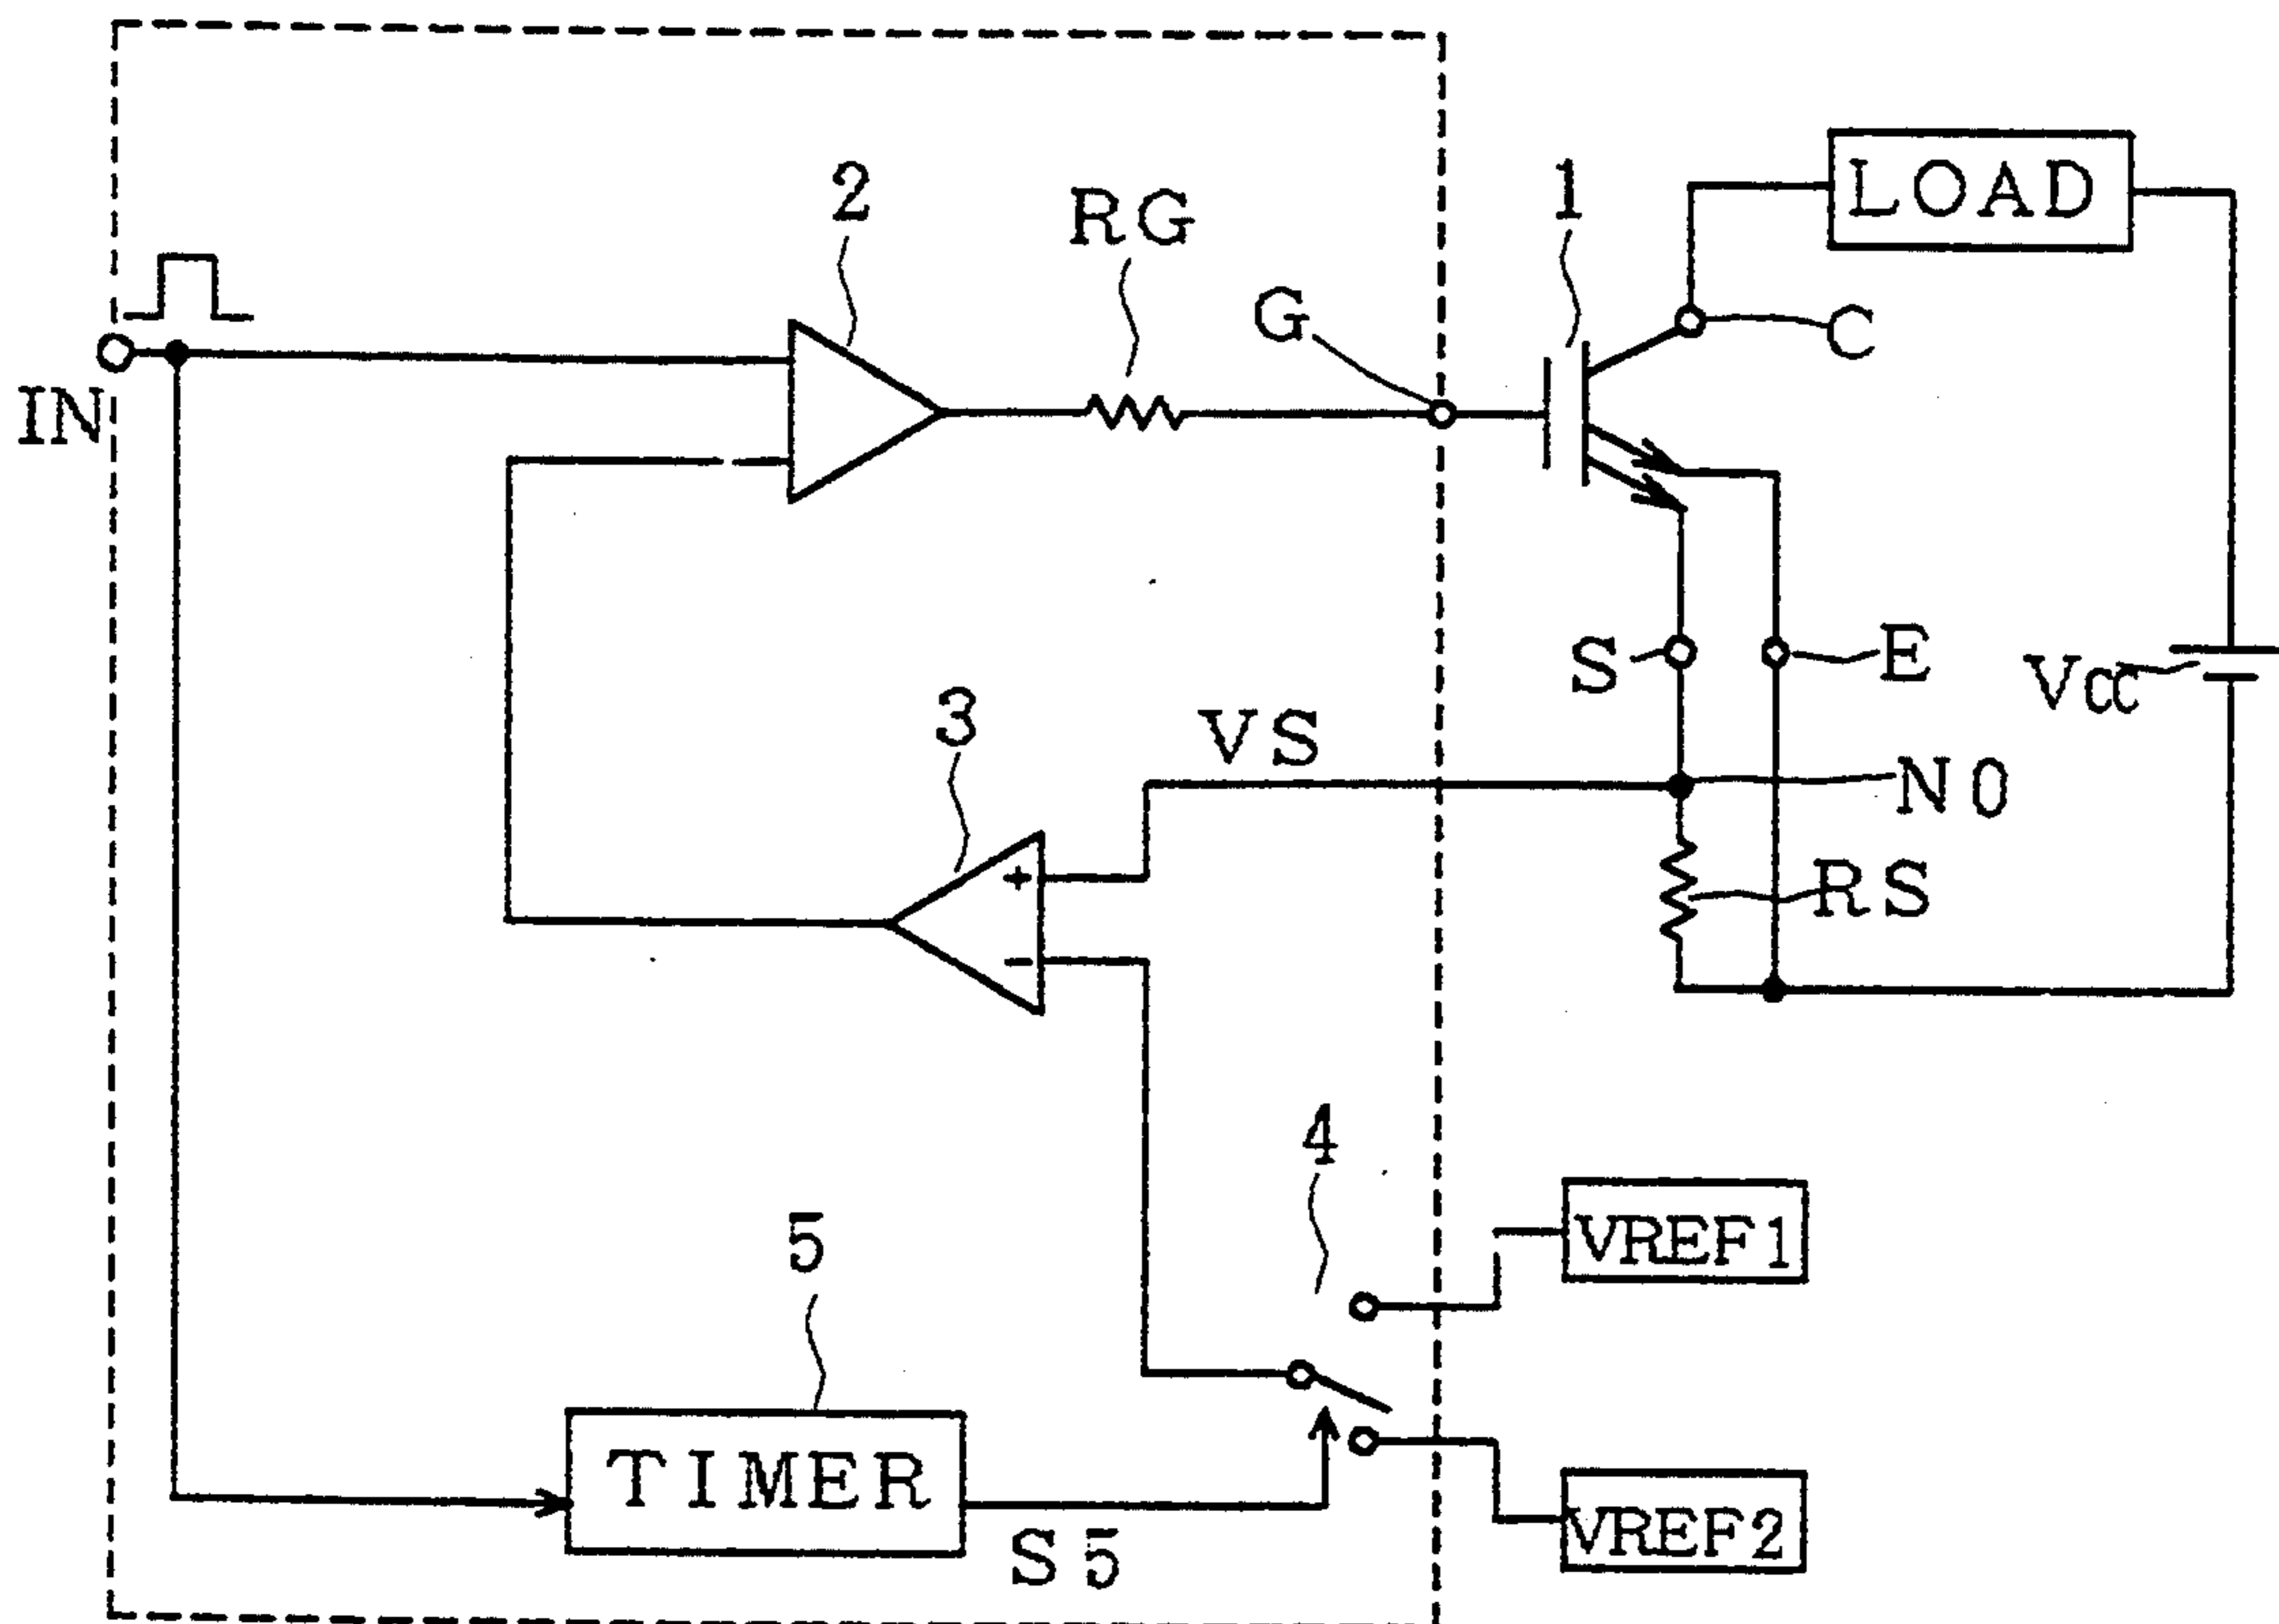 2
RG
1
LOAD
G
C
IN
S
E
VCC
3
VS
N0
+
RS
−
4
5
VREF1
TIMER
S5
VREF2